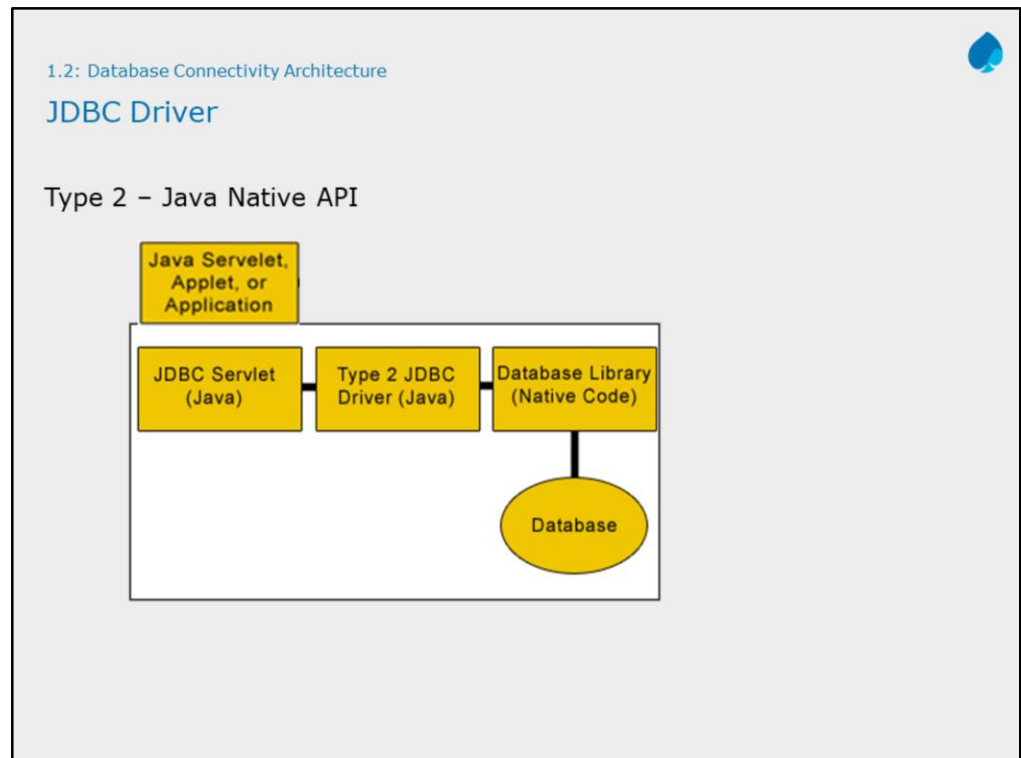 1.2: Database Connectivity Architecture
JDBC Driver
Type 2 – Java Native API
Java Servelet,
Applet, or
Application
JDBC Servlet
(Java)
Type 2 JDBC
Driver (Java)
Database Library
(Native Code)
Database